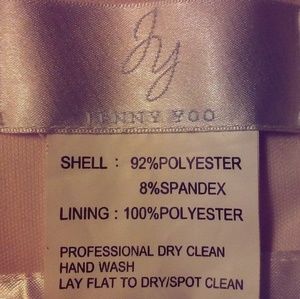 JY
JENNY YOO
SHELL : 92%POLYESTER
8%SPANDEX
LINING : 100%POLYESTER
PROFESSIONAL DRY CLEAN
HAND WASH
LAY FLAT TO DRY/SPOT CLEAN